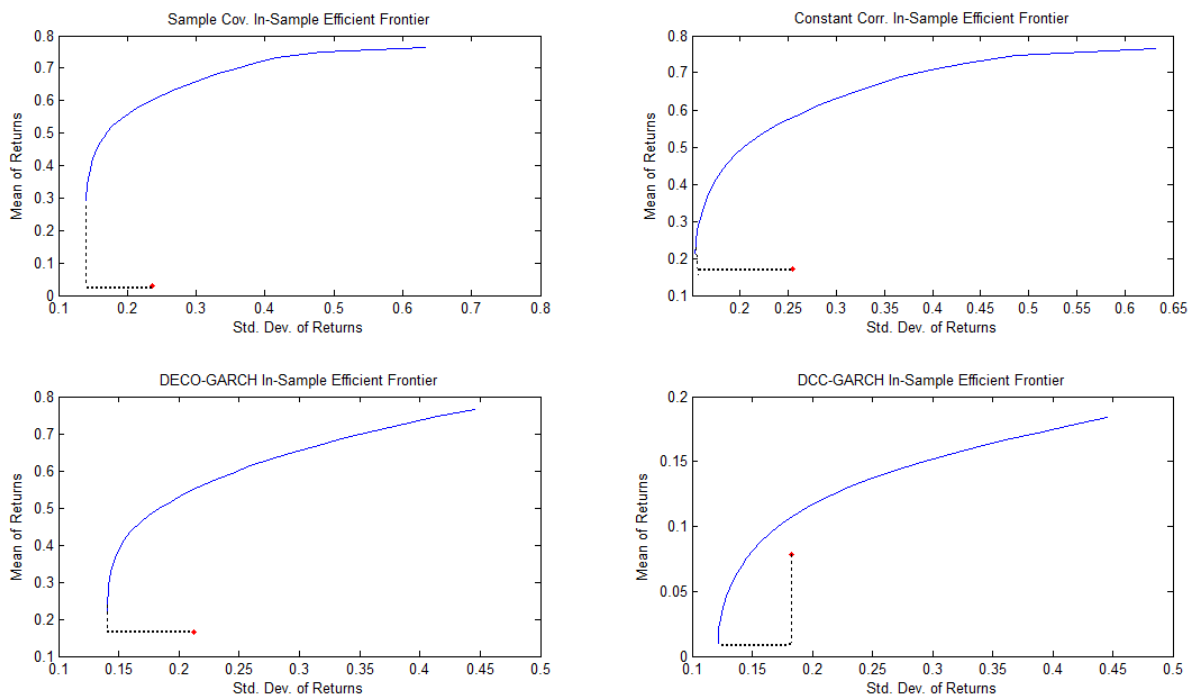 Sample Cov. In-Sample Efficient Frontier
Mean of Returns
0.8
0.7
0.6
0.5
0.4
0.3
0.2
0.1
0
0.1 0.2 0.3 0.4 0.5 0.6 0.7 0.8
Std. Dev. of Returns
Constant Corr. In-Sample Efficient Frontier
Mean of Returns
0.8
0.7
0.6
0.5
0.4
0.3
0.2
0.1
0.2 0.25 0.3 0.35 0.4 0.45 0.5 0.55 0.6 0.65
Std. Dev. of Returns
DECO-GARCH In-Sample Efficient Frontier
Mean of Returns
0.8
0.7
0.6
0.5
0.4
0.3
0.2
0.1
0.1 0.15 0.2 0.25 0.3 0.35 0.4 0.45 0.5
Std. Dev. of Returns
DCC-GARCH In-Sample Efficient Frontier
Mean of Returns
0.2
0.15
0.1
0.05
0
0.1 0.15 0.2 0.25 0.3 0.35 0.4 0.45 0.5
Std. Dev. of Returns